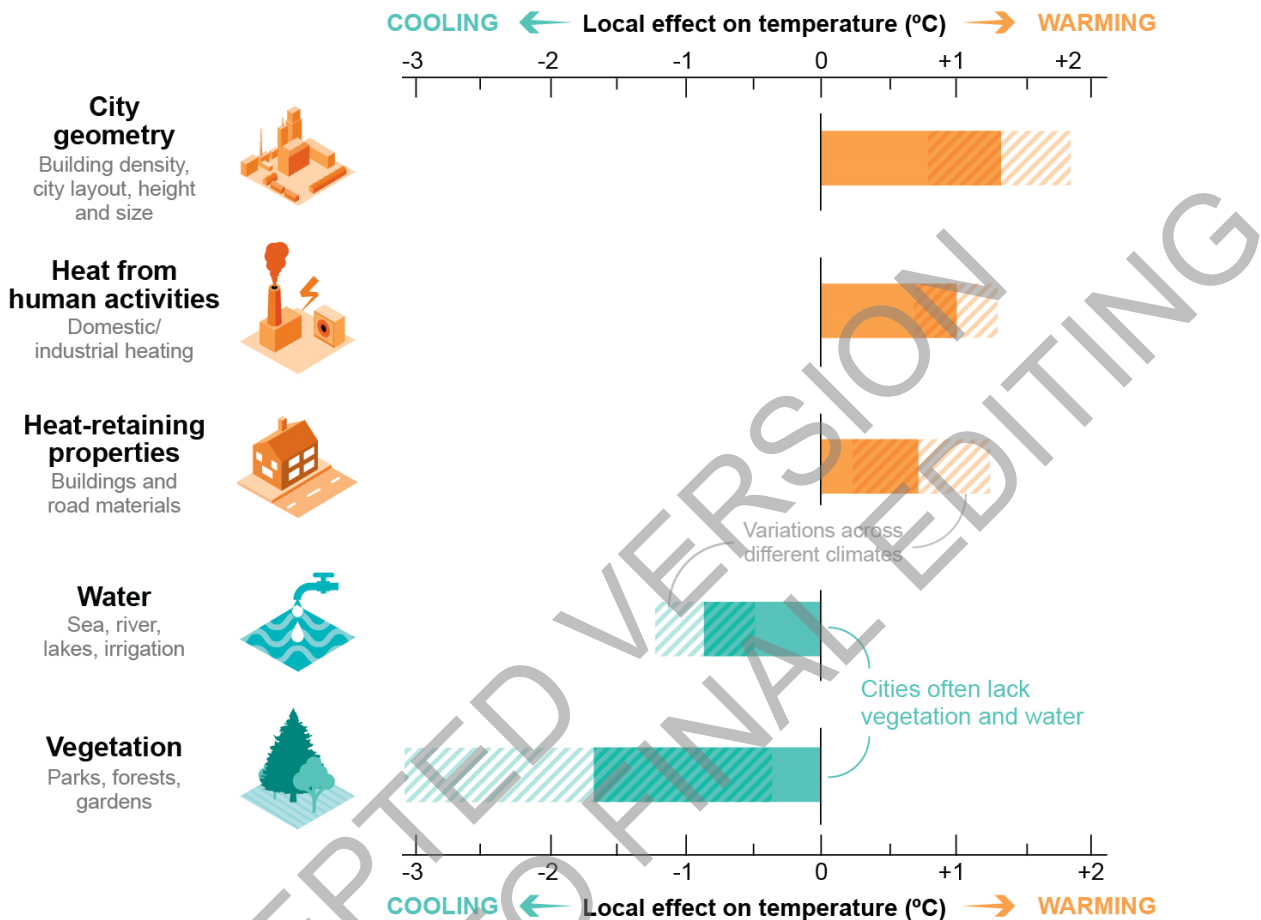 COOLING ← Local effect on temperature (ºC) → WARMING
-3 -2 -1 0 +1 +2
City
geometry
Building density,
city layout, height
and size
Heat from
human activities
Domestic/
industrial heating
Heat-retaining
properties
Buildings and
road materials
Variations across
different climates
Water
Sea, river,
lakes, irrigation
Cities often lack
vegetation and water
Vegetation
Parks, forests,
gardens
-3 -2 -1 0 +1 +2
COOLING ← Local effect on temperature (ºC) → WARMING
EPTED VERSION
TO FINAL EDITING